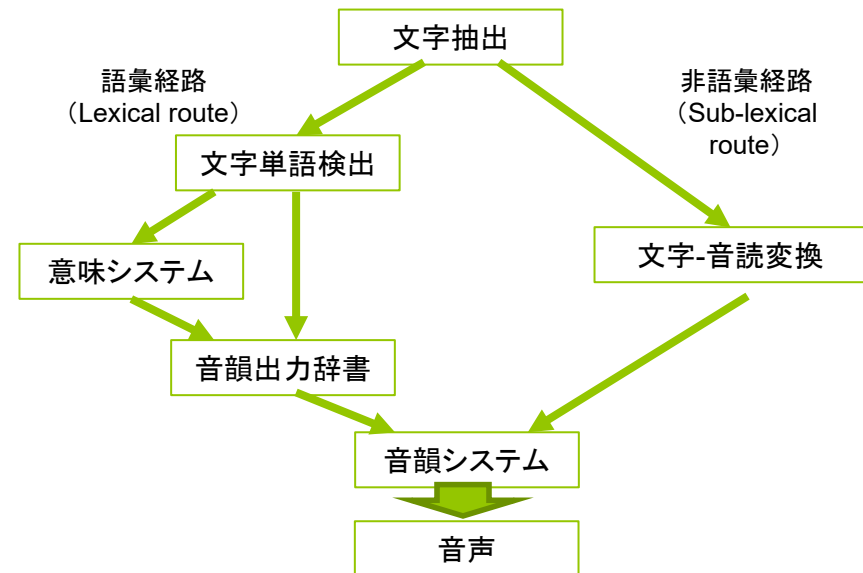 文字抽出
語彙経路
（Lexical route）
非語彙経路
（Sub-lexical
route）
文字単語検出
意味システム
文字-音読変換
音韻出力辞書
音韻システム
音声